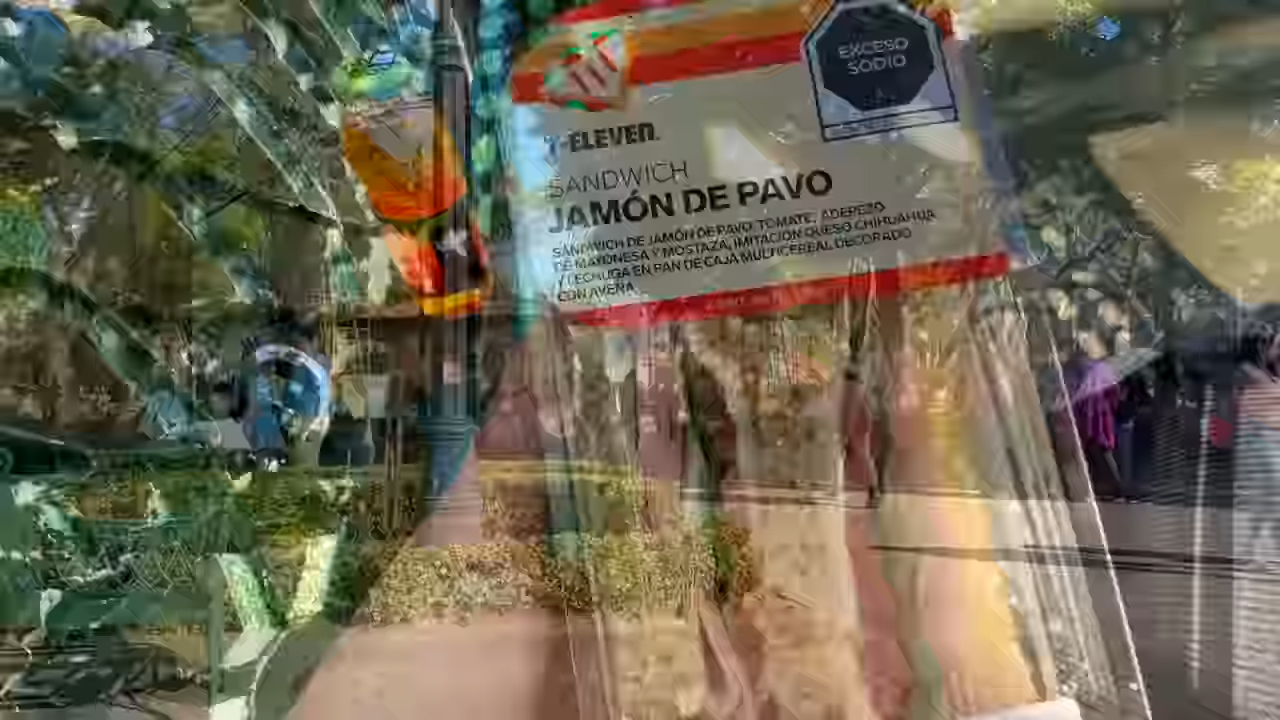 EXCESO
SODIO
7-ELEVEn
SANDWICH
JAMÓN DE PAVO
SANDWICH DE JAMÓN DE PAVO, TOMATE, ADEREZO
DE MAYONESA Y MOSTAZA, IMITACIÓN QUESO CHIHUAHUA
Y LECHUGA EN PAN DE CAJA MULTICEREAL DECORADO
CON AVENA